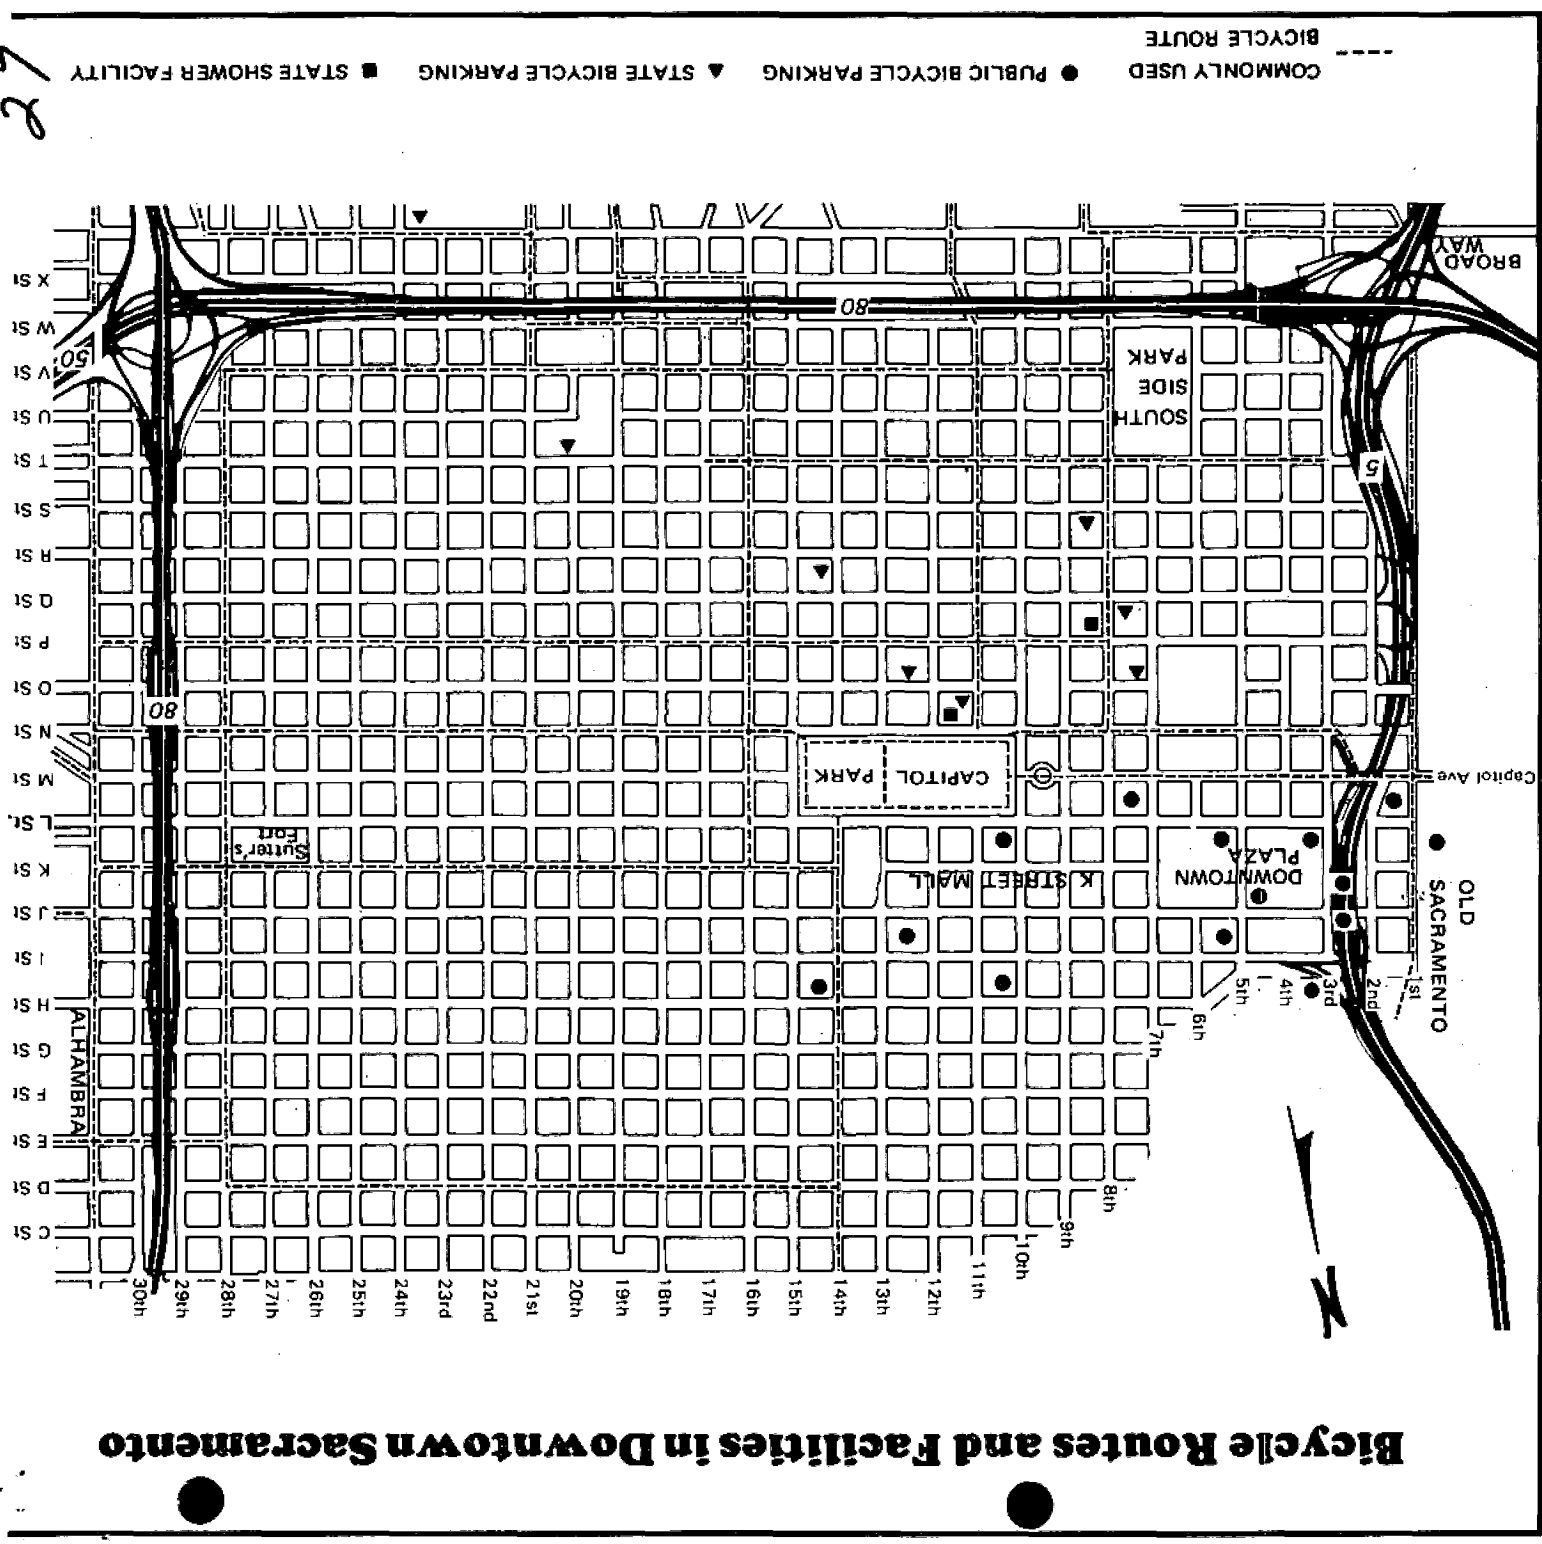 Bicycle Routes and Facilities in Downtown Sacramento
N
30th
29th
28th
27th
26th
25th
24th
23rd
22nd
21st
20th
19th
18th
17th
16th
15th
14th
13th
12th
11th
10th
9th
8th
7th
6th
5th
4th
3rd
2nd
1st
C St
D St
E St
F St
G St
H St
I St
J St
K St
L St.
M St
N St
O St
P St
Q St
R St
S St
T St
U St
V St
W St
X St
ALHAMBRA
OLD
SACRAMENTO
DOWNTOWN
PLAZA
K STREET MALL
Sutter's
Fort
Capitol Ave
CAPITOL PARK
80
5
SOUTH
SIDE
PARK
50
80
BROAD
WAY
COMMONLY USED
BICYCLE ROUTE
PUBLIC BICYCLE PARKING
STATE BICYCLE PARKING
STATE SHOWER FACILITY
27